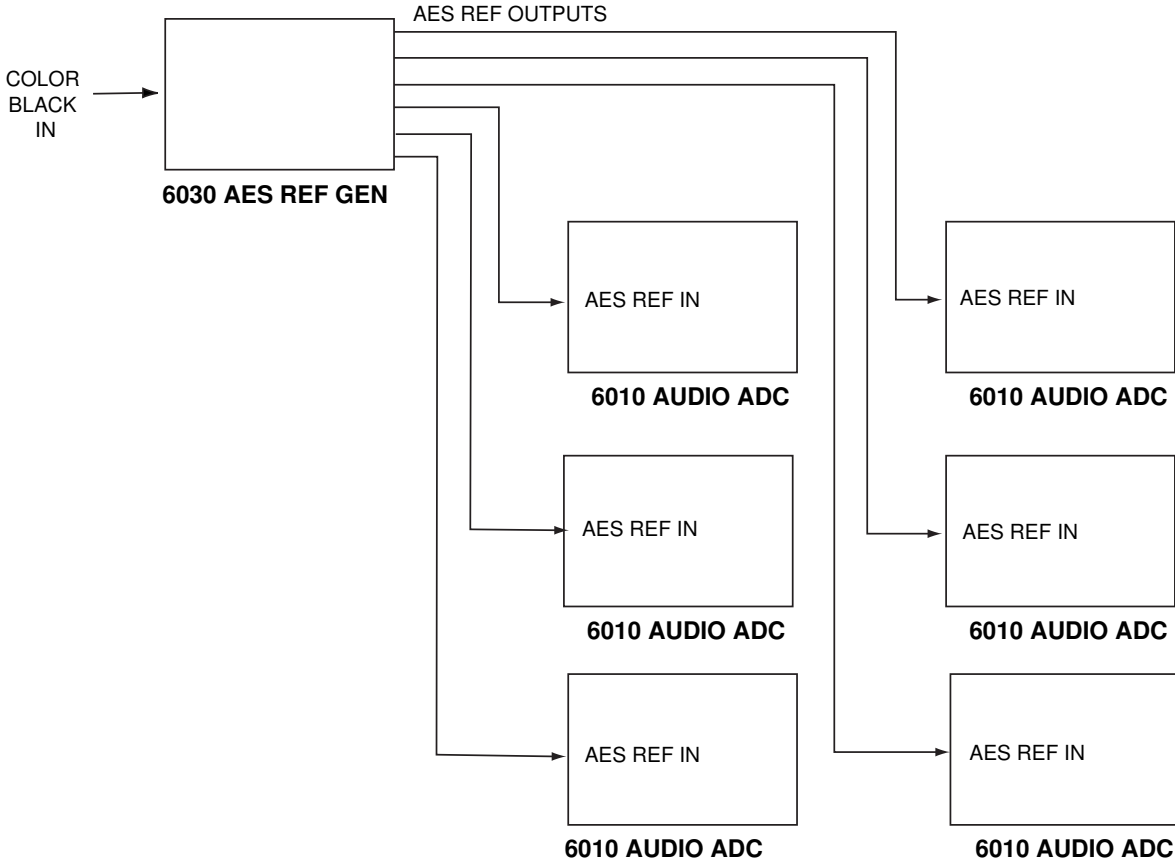 AES REF OUTPUTS
COLOR
BLACK
IN
6030 AES REF GEN
AES REF IN
6010 AUDIO ADC
AES REF IN
6010 AUDIO ADC
AES REF IN
6010 AUDIO ADC
AES REF IN
6010 AUDIO ADC
AES REF IN
6010 AUDIO ADC
AES REF IN
6010 AUDIO ADC